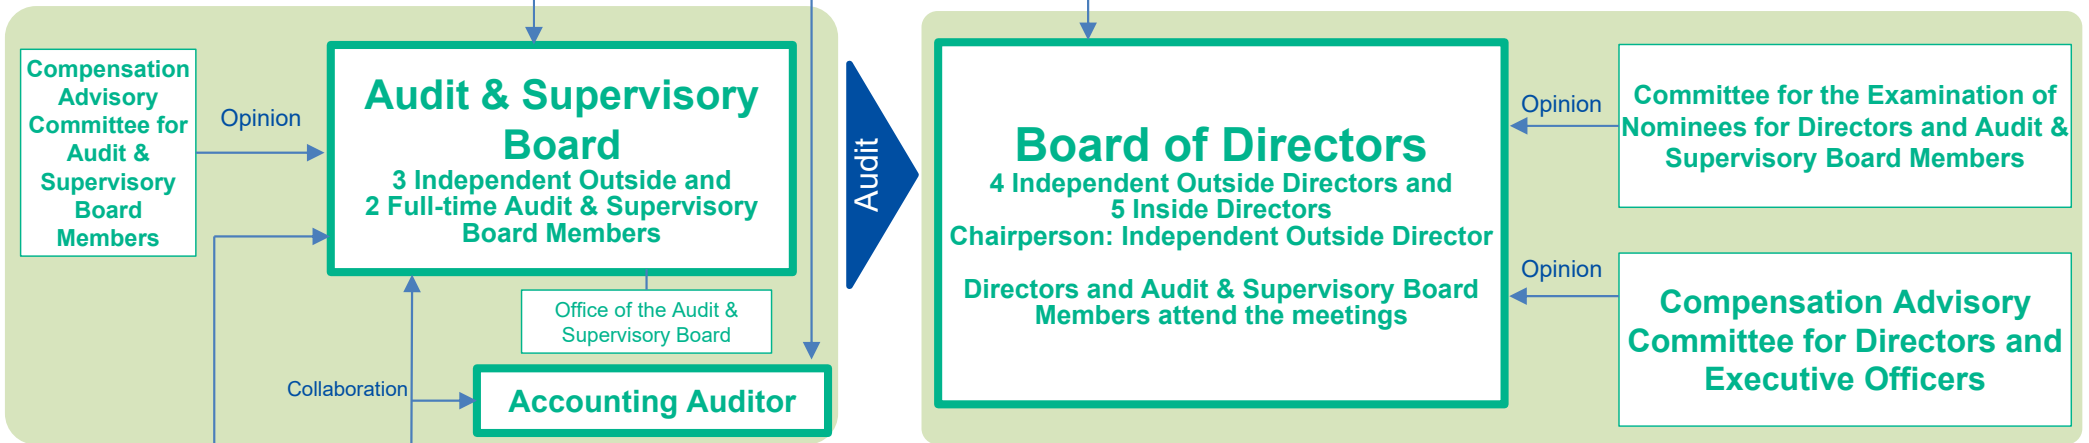 Compensation
Advisory
Committee for
Audit &
Supervisory
Board
Members
Opinion
Audit & Supervisory
Board
3 Independent Outside and
2 Full-time Audit & Supervisory
Board Members
Office of the Audit &
Supervisory Board
Collaboration
Accounting Auditor
Audit
Board of Directors
4 Independent Outside Directors and
5 Inside Directors
Chairperson: Independent Outside Director
Directors and Audit & Supervisory Board
Members attend the meetings
Opinion
Committee for the Examination of
Nominees for Directors and Audit &
Supervisory Board Members
Opinion
Compensation Advisory
Committee for Directors and
Executive Officers